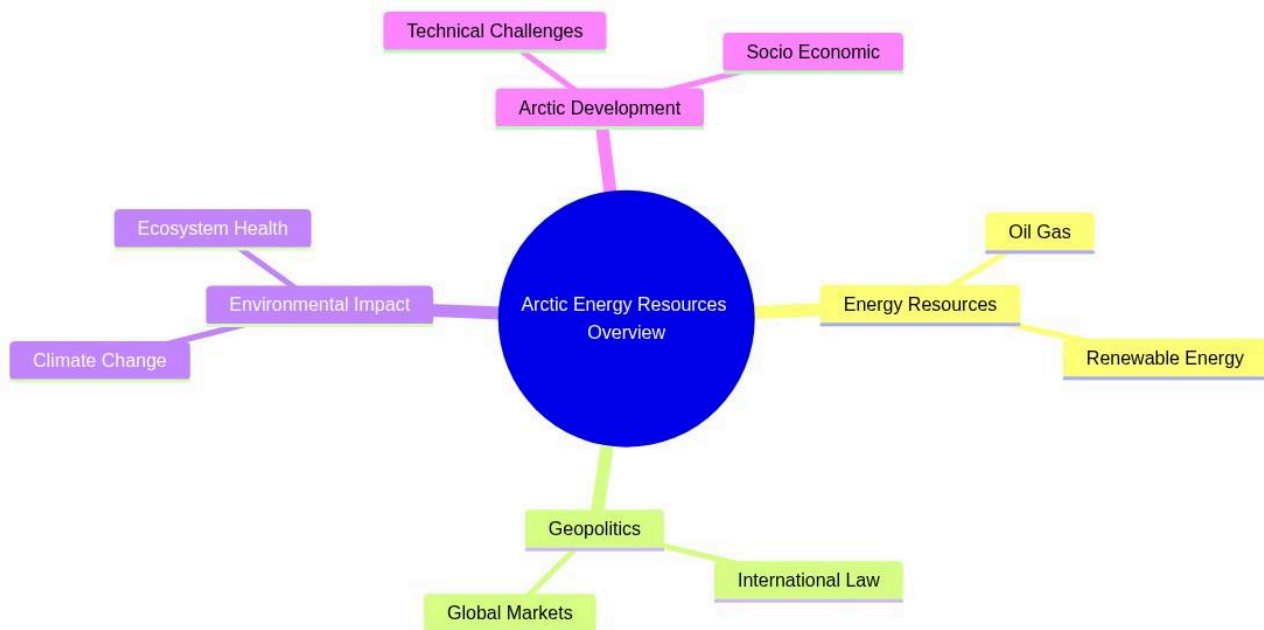 Technical Challenges
Socio Economic
Arctic Development
Ecosystem Health
Oil Gas
Environmental Impact
Arctic Energy Resources
Overview
Energy Resources
Climate Change
Renewable Energy
Geopolitics
International Law
Global Markets